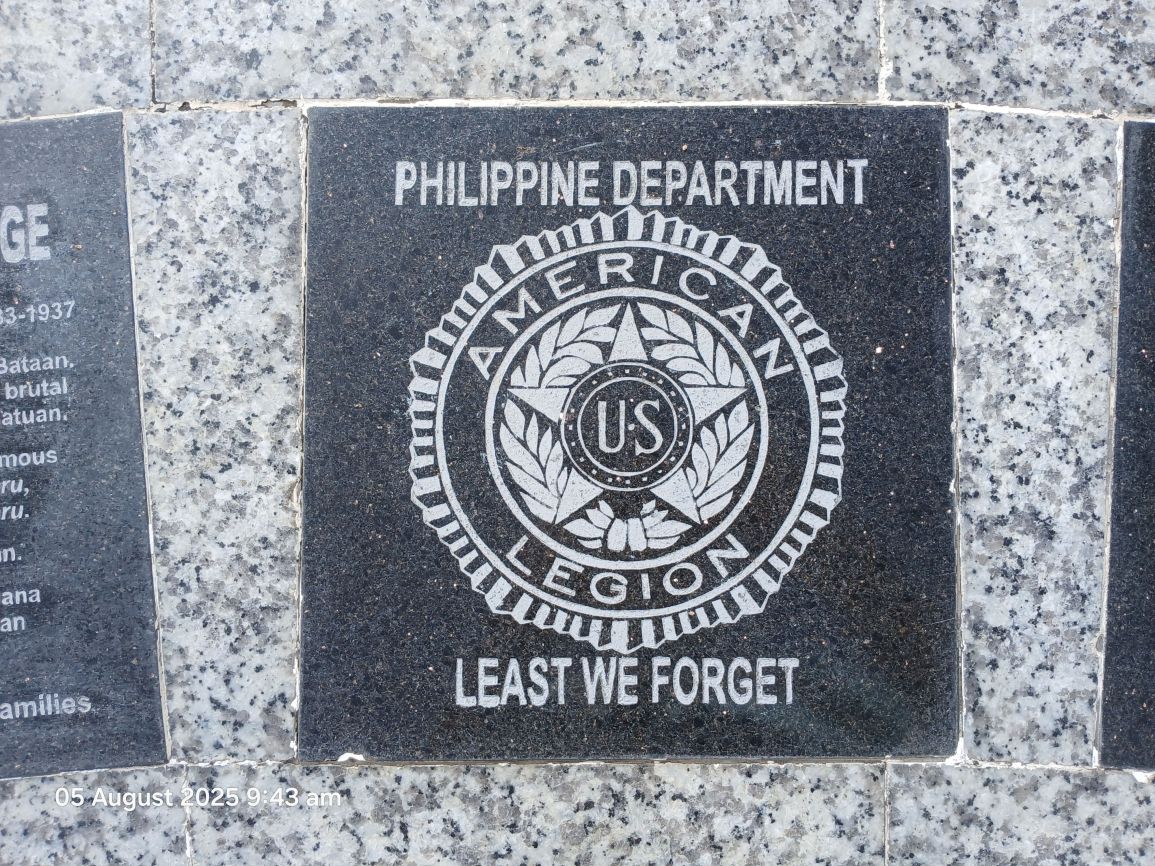 GE
33-1937
Bataan.
brutal
atuan.
mous
ru,
ru.
n.
ana
an
amilies
PHILIPPINE DEPARTMENT
AMERICAN
US
LEGION
LEAST WE FORGET
05 August 2025 9:43 am